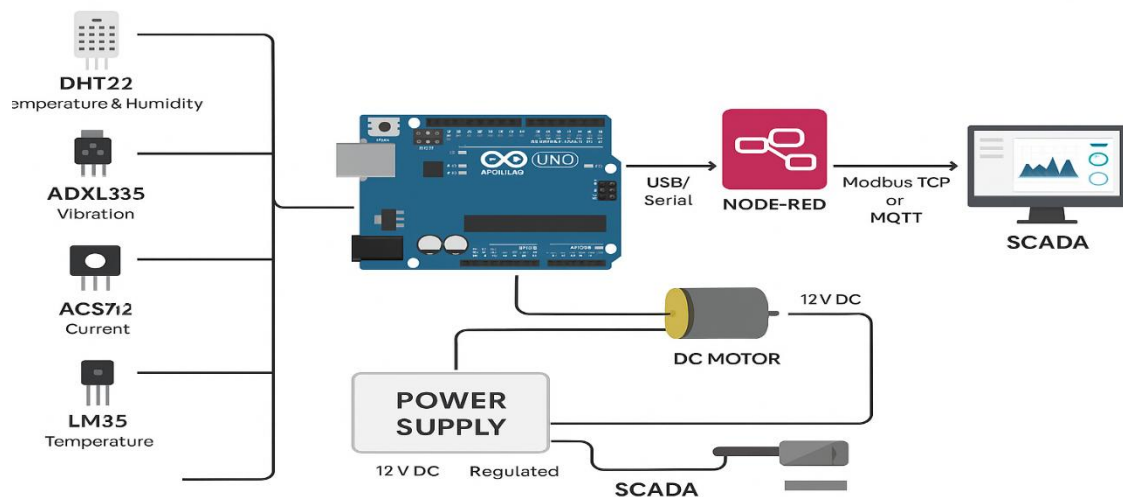 DHT22
emperature & Humidity
ADXL335
Vibration
ACS712
Current
LM35
Temperature
UNO
APOILILAQ
USB/
Serial
NODE-RED
Modbus TCP
or
MQTT
SCADA
12 V DC
DC MOTOR
POWER
SUPPLY
12 V DC Regulated
SCADA